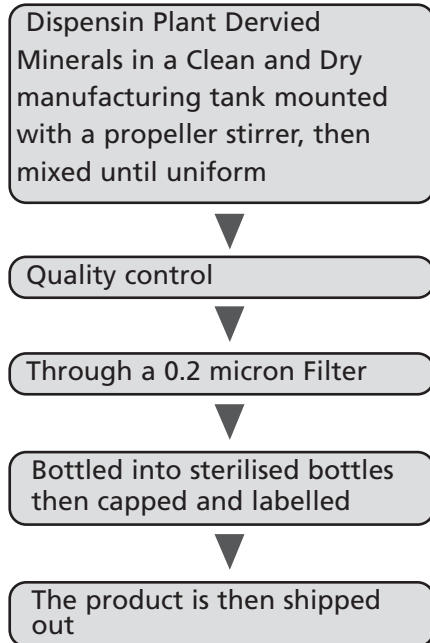 Dispensin Plant Dervied
Minerals in a Clean and Dry
manufacturing tank mounted
with a propeller stirrer, then
mixed until uniform
Quality control
Through a 0.2 micron Filter
Bottled into sterilised bottles
then capped and labelled
The product is then shipped
out